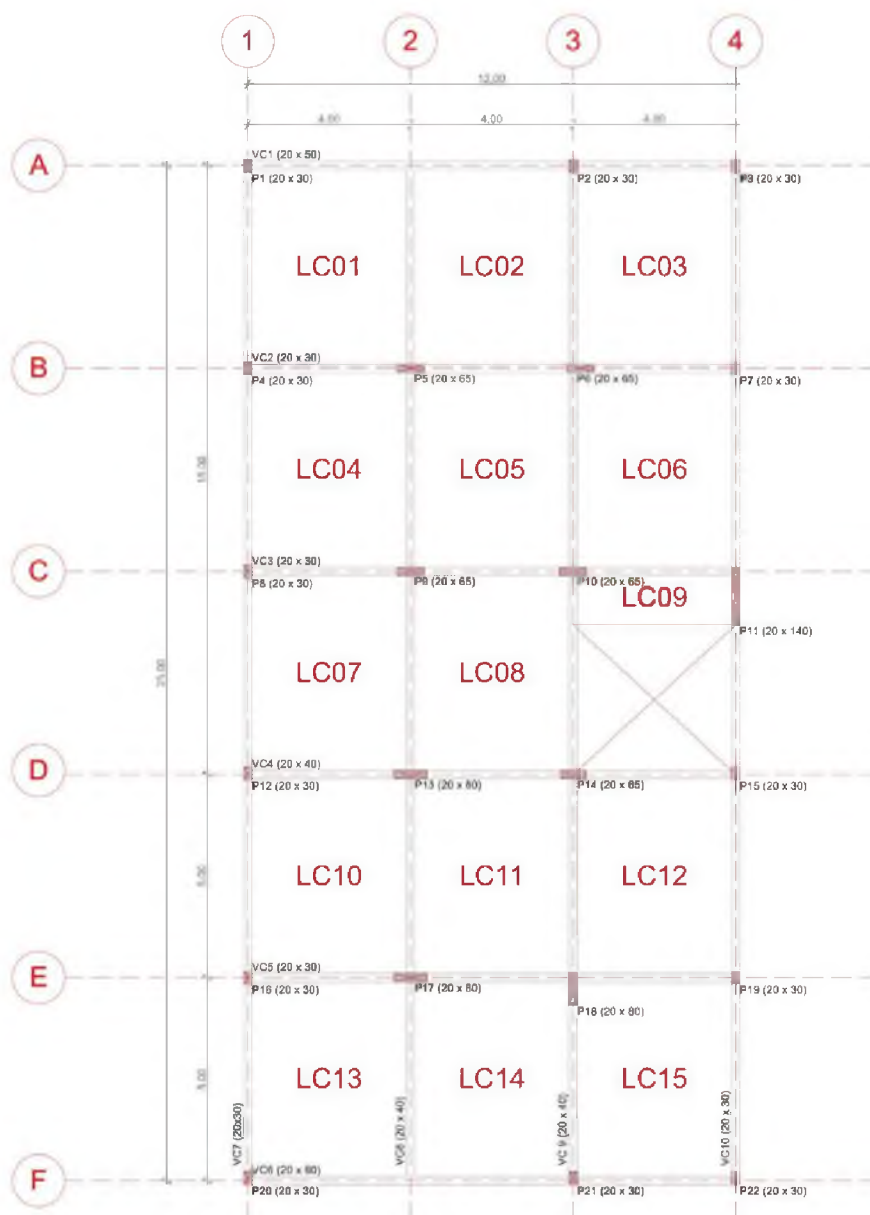 1
2
3
4
12,00
4,00
4,00
4,00
A
VC1 (20 x 50)
P1 (20 x 30)
P2 (20 x 30)
P3 (20 x 30)
LC01
LC02
LC03
B
VC2 (20 x 30)
P4 (20 x 30)
P5 (20 x 65)
P6 (20 x 65)
P7 (20 x 30)
LC04
LC05
LC06
15,00
C
VC3 (20 x 30)
P8 (20 x 30)
P9 (20 x 65)
P10 (20 x 65)
LC09
P11 (20 x 140)
25,00
LC07
LC08
D
VC4 (20 x 40)
P12 (20 x 30)
P13 (20 x 80)
P14 (20 x 65)
P15 (20 x 30)
5,00
LC10
LC11
LC12
E
VC5 (20 x 30)
P16 (20 x 30)
P17 (20 x 80)
P18 (20 x 80)
P19 (20 x 30)
5,00
LC13
LC14
LC15
VC7 (20x30)
VC8 (20 x 40)
VC 9 (20 x 40)
VC10 (20 x 30)
F
VC6 (20 x 60)
P20 (20 x 30)
P21 (20 x 30)
P22 (20 x 30)